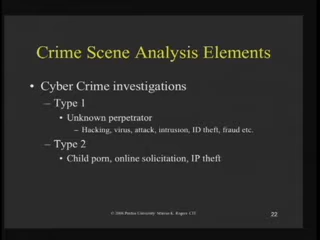 Crime Scene Analysis Elements
• Cyber Crime investigations
– Type 1
• Unknown perpetrator
– Hacking, virus, attack, intrusion, ID theft, fraud etc.
– Type 2
• Child porn, online solicitation, IP theft
22